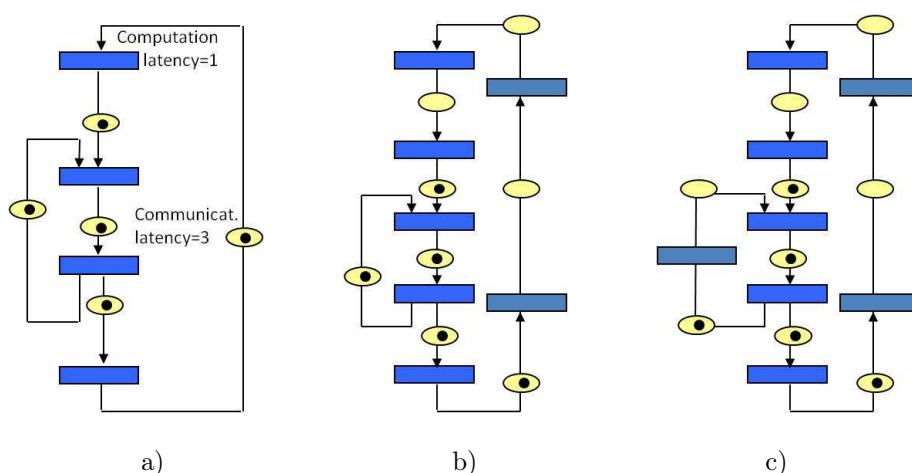 Computation
latency=1
Communicat.
latency=3
a)
b)
c)